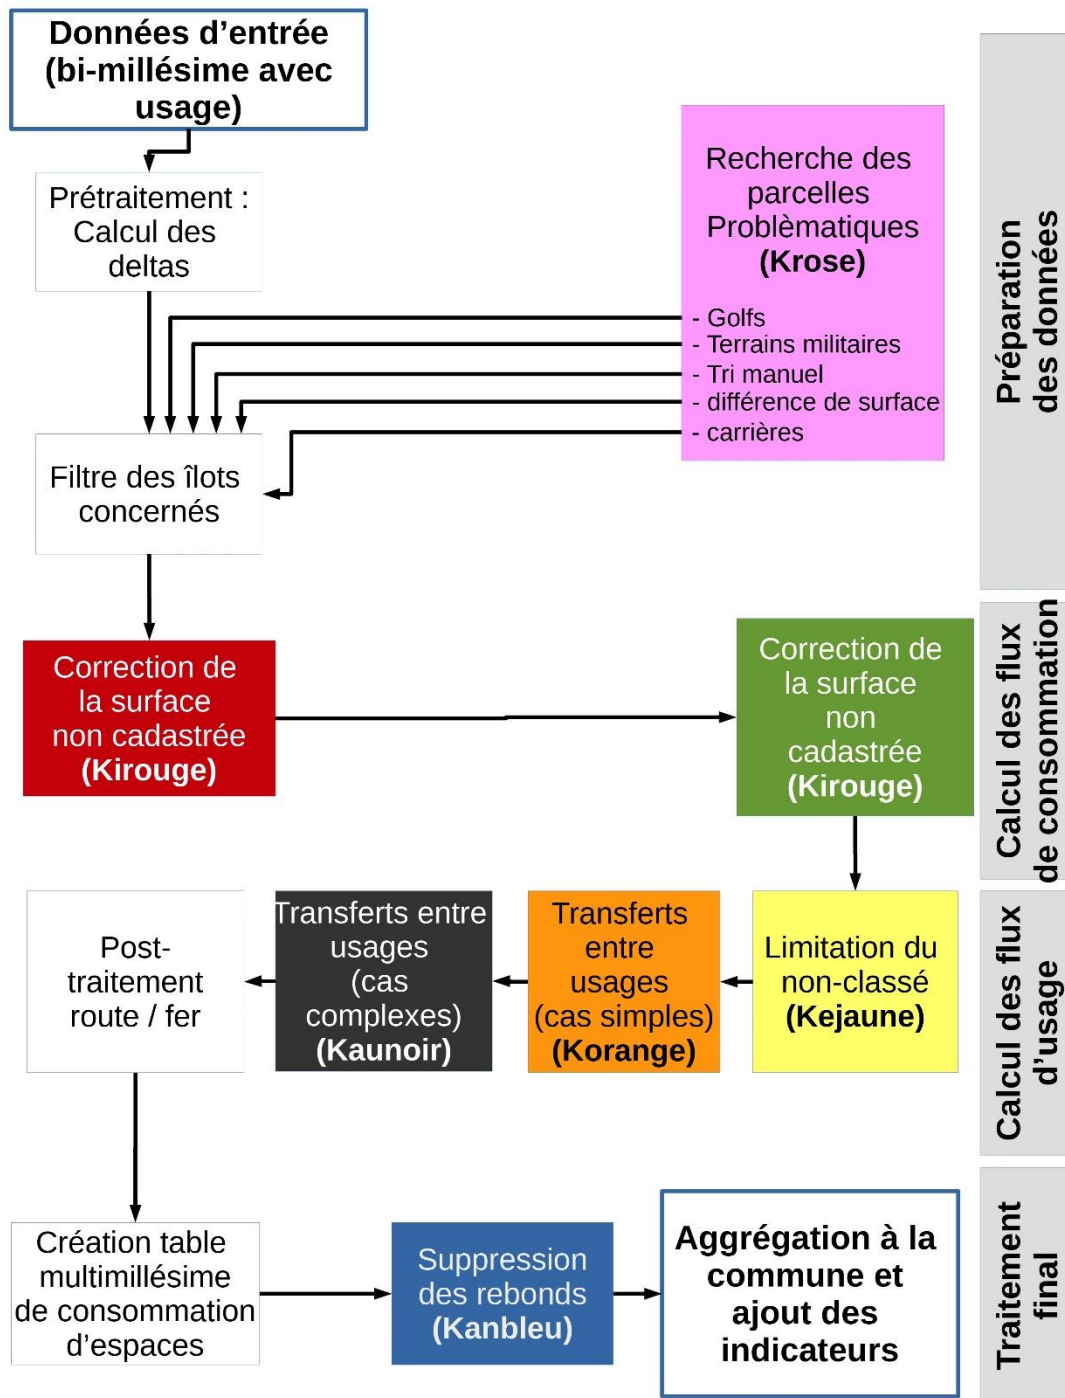 Données d’entrée
(bi-millésime avec
usage)
Prétraitement :
Calcul des
deltas
Recherche des
parcelles
Problèmatiques
(Krose)
- Golfs
- Terrains militaires
- Tri manuel
- différence de surface
- carrières
Filtre des îlots
concernés
Préparation
des données
Correction de
la surface
non cadastrée
(Kirouge)
Correction de
la surface
non
cadastrée
(Kirouge)
Calcul des flux
de consommation
Post-
traitement
route / fer
Transferts entre
usages
(cas
complexes)
(Kaunoir)
Transferts
entre
usages
(cas simples)
(Korange)
Limitation du
non-classé
(Kejaune)
Calcul des flux
d’usage
Création table
multimillésime
de consommation
d’espaces
Suppression
des rebonds
(Kanbleu)
Aggrégation à la
commune et
ajout des
indicateurs
Traitement
final